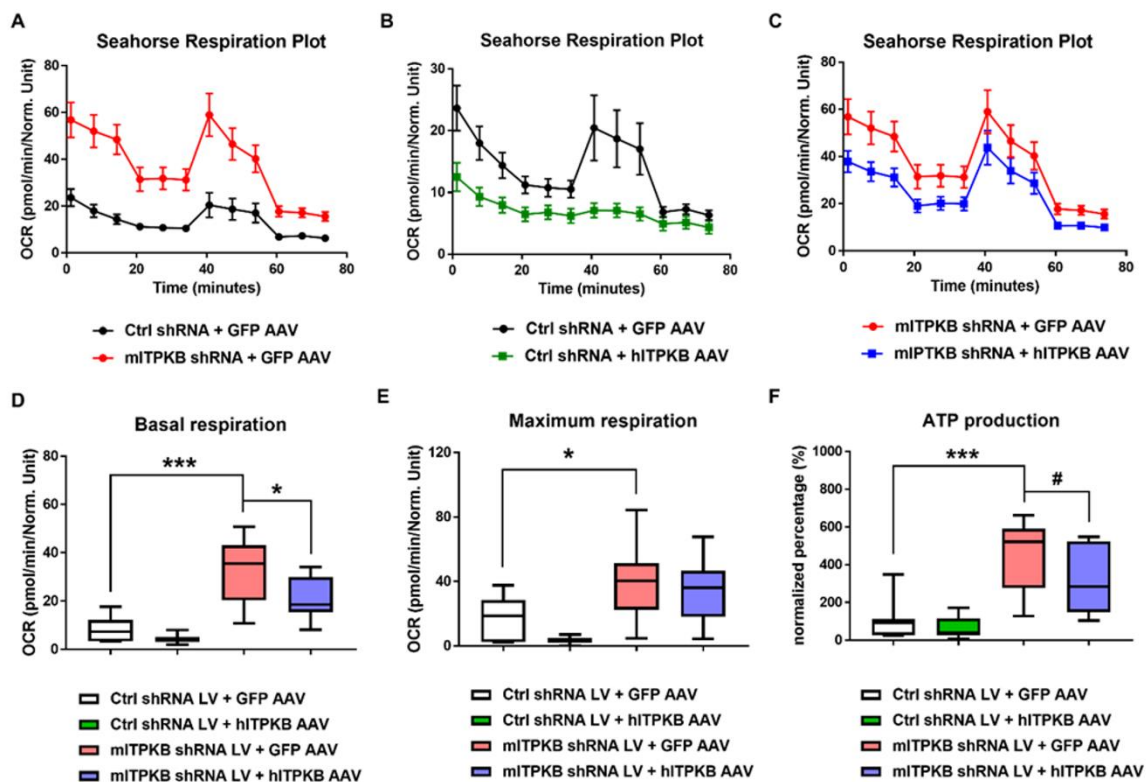 A
Seahorse Respiration Plot
OCR (pmol/min/Norm. Unit)
80
60
40
20
0
0 20 40 60 80
Time (minutes)
Ctrl shRNA + GFP AAV
mITPKB shRNA + GFP AAV
B
Seahorse Respiration Plot
OCR (pmol/min/Norm. Unit)
30
20
10
0
0 20 40 60 80
Time (minutes)
Ctrl shRNA + GFP AAV
Ctrl shRNA + hITPKB AAV
C
Seahorse Respiration Plot
OCR (pmol/min/Norm. Unit)
80
60
40
20
0
0 20 40 60 80
Time (minutes)
mITPKB shRNA + GFP AAV
mIPTKB shRNA + hITPKB AAV
D
Basal respiration
OCR (pmol/min/Norm. Unit)
80
60
40
20
0
***
*
Ctrl shRNA LV + GFP AAV
Ctrl shRNA LV + hITPKB AAV
mITPKB shRNA LV + GFP AAV
mITPKB shRNA LV + hITPKB AAV
E
Maximum respiration
OCR (pmol/min/Norm. Unit)
120
80
40
0
*
Ctrl shRNA LV + GFP AAV
Ctrl shRNA LV + hITPKB AAV
mITPKB shRNA LV + GFP AAV
mITPKB shRNA LV + hITPKB AAV
F
ATP production
normalized percentage (%)
1000
800
600
400
200
0
***
#
Ctrl shRNA LV + GFP AAV
Ctrl shRNA LV + hITPKB AAV
mITPKB shRNA LV + GFP AAV
mITPKB shRNA LV + hITPKB AAV